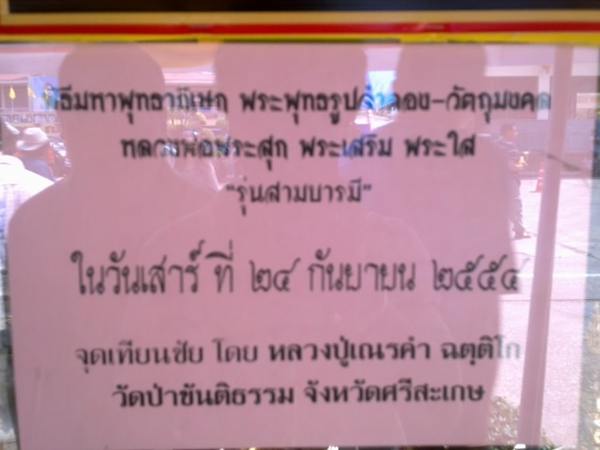 พิธีมหาพุทธาภิเษก พระพุทธรูปจำลอง-วัตถุมงคล
หลวงพ่อพระสุก พระเสริม พระใส
"รุ่นสามบารมี"
ในวันเสาร์ ที่ ๒๔ กันยายน ๒๕๕๔
จุดเทียนชัย โดย หลวงปู่เณรคำ ฉตฺติโก
วัดป่าขันติธรรม จังหวัดศรีสะเกษ